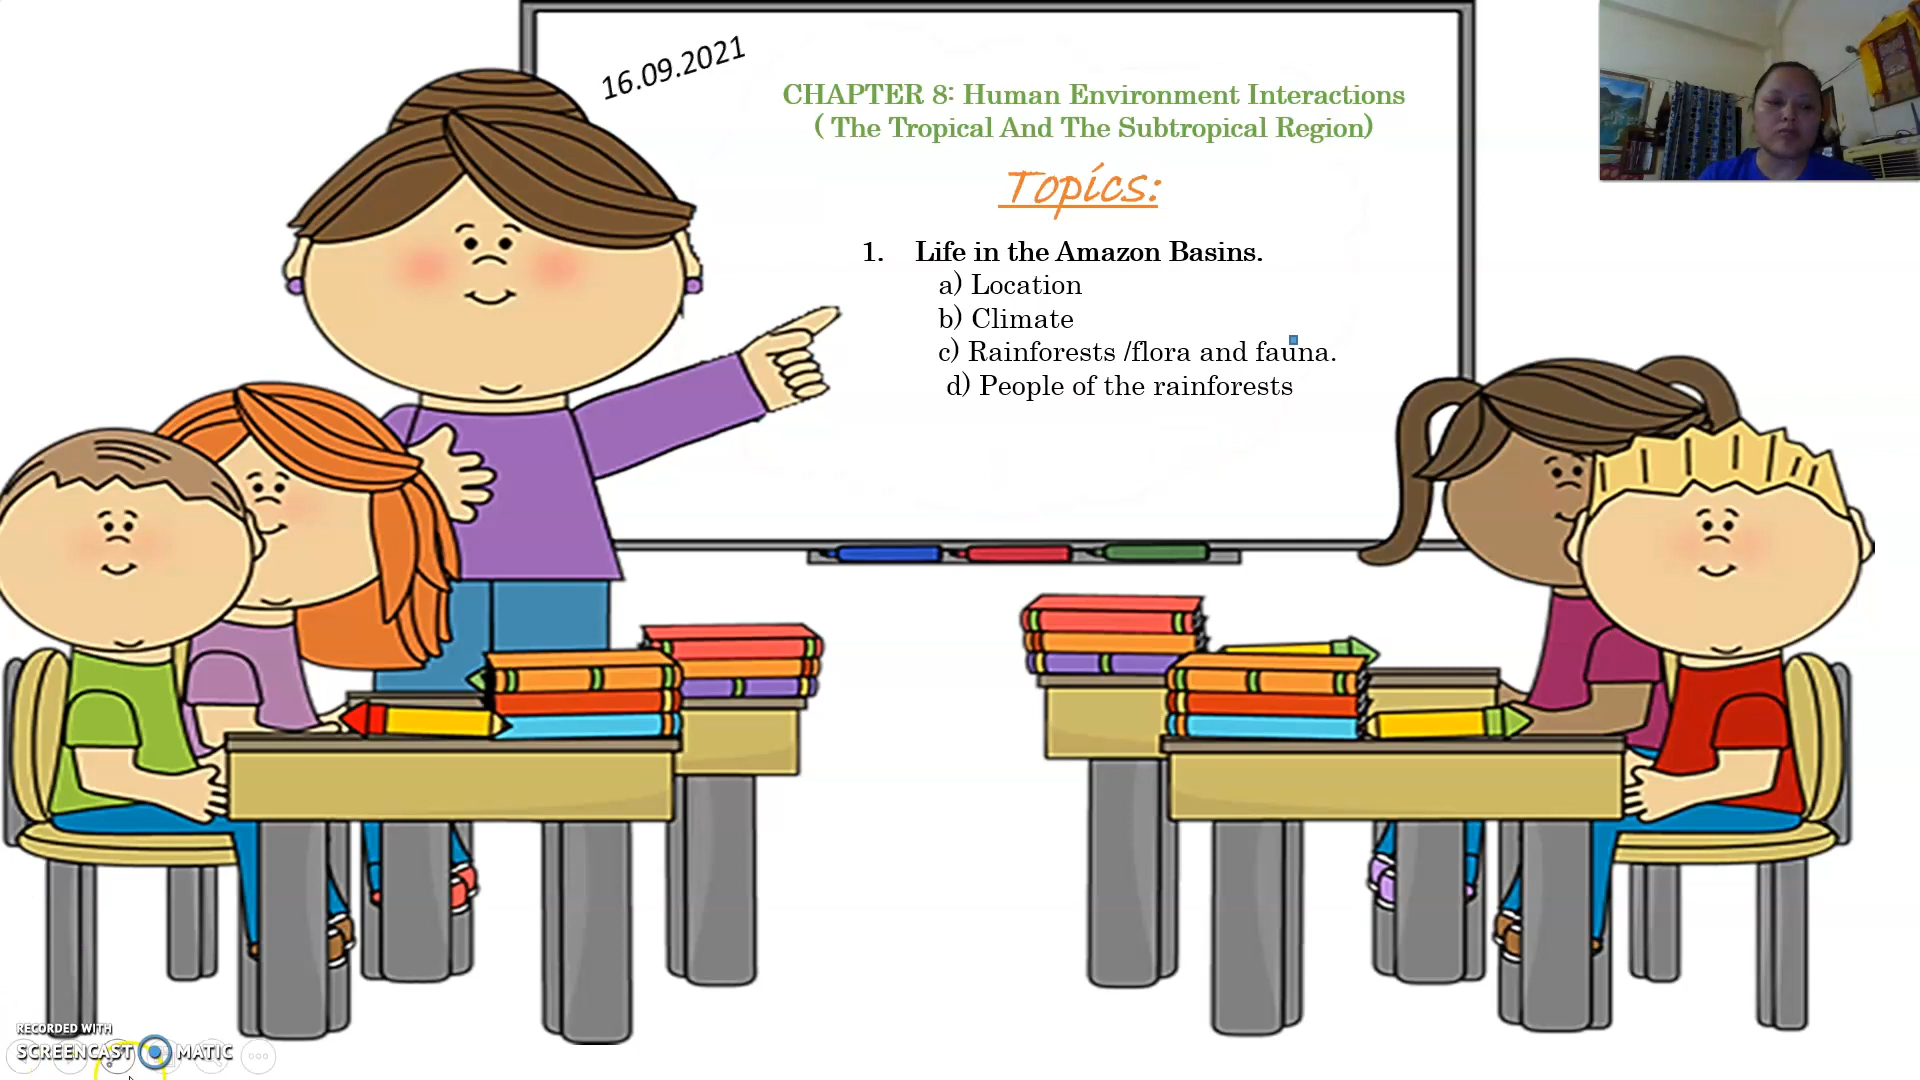 16.09.2021
CHAPTER 8: Human Environment Interactions
( The Tropical And The Subtropical Region)
Topics:
1. Life in the Amazon Basins.
a) Location
b) Climate
c) Rainforests /flora and fauna.
d) People of the rainforests
RECORDED WITH
SCREENCAST MATIC